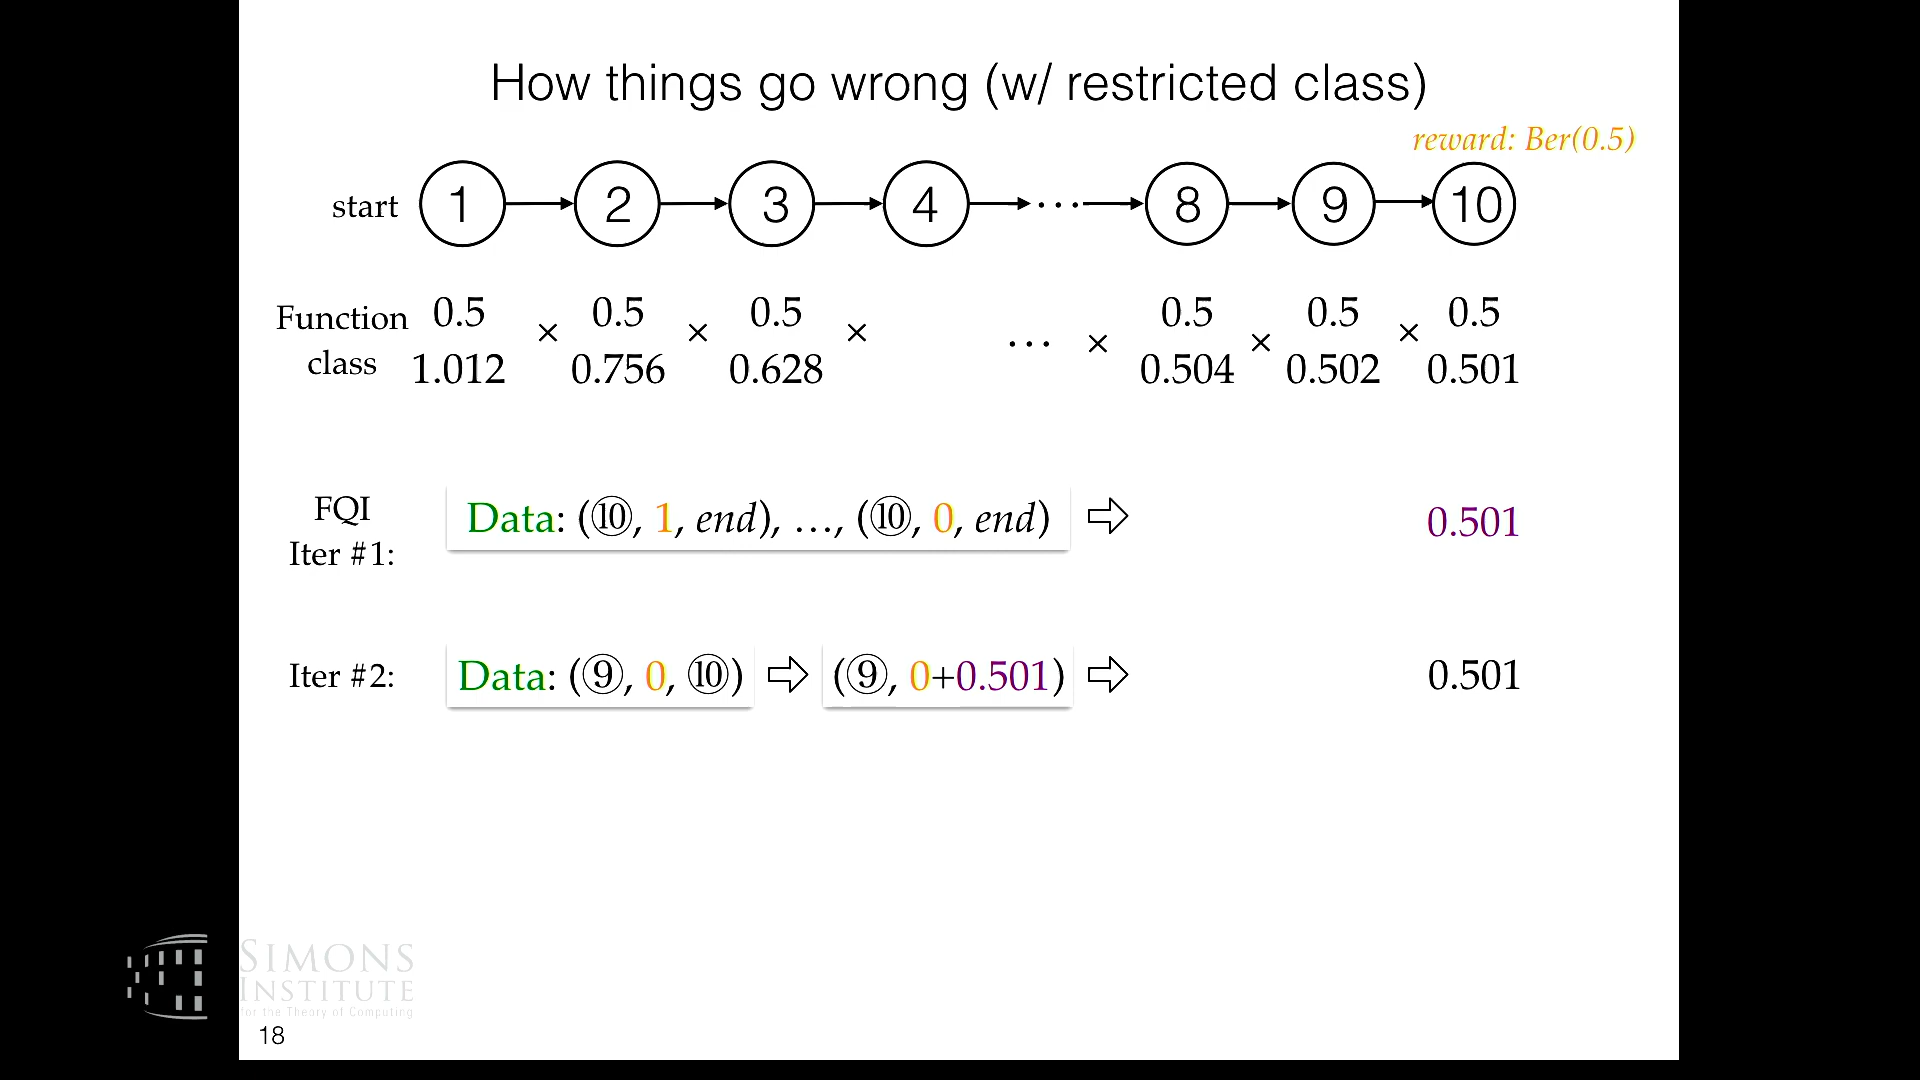 How things go wrong (w/ restricted class)
reward: Ber(0.5)
start 1 2 3 4 ... 8 9 10
Function class
0.5 × 0.5 × 0.5 × ... × 0.5 × 0.5 × 0.5
1.012 0.756 0.628 0.504 0.502 0.501
FQI
Iter #1:
Data: (⑩, 1, end), ..., (⑩, 0, end) ⇨ 0.501
Iter #2: Data: (⑨, 0, ⑩) ⇨ (⑨, 0+0.501) ⇨ 0.501
SIMONS
INSTITUTE
for the Theory of Computing
18